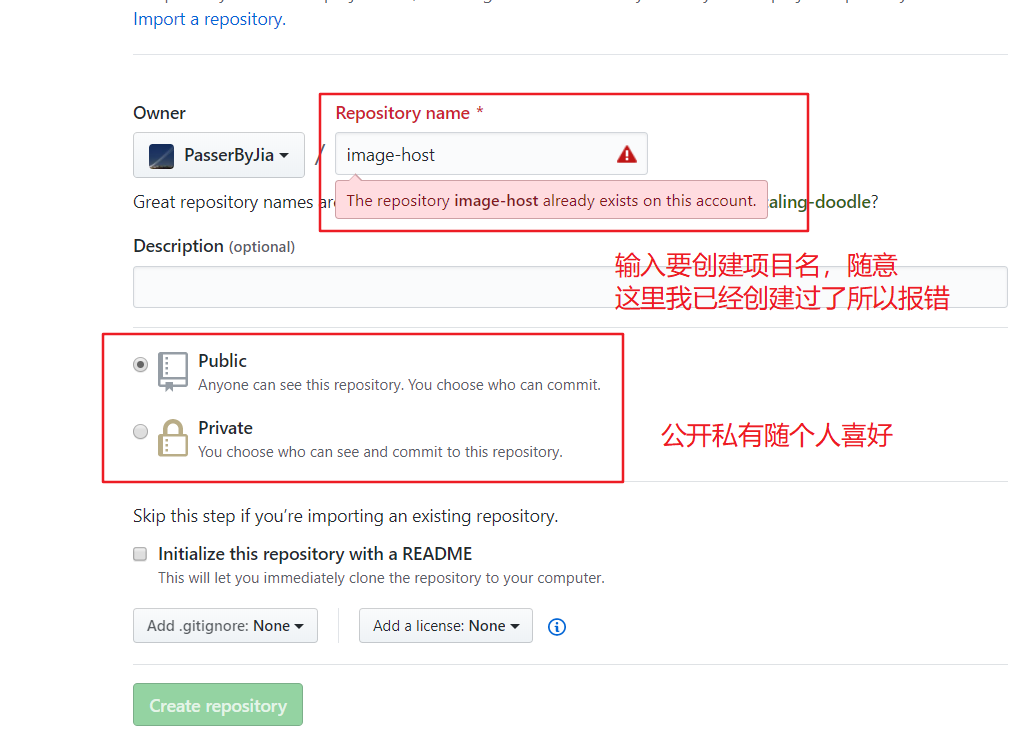 Import a repository.
Owner
Repository name *
PasserByJia
/
image-host
Great repository names ar
aling-doodle?
The repository image-host already exists on this account.
Description (optional)
输入要创建项目名，随意
这里我已经创建过了所以报错
Public
Anyone can see this repository. You choose who can commit.
Private
You choose who can see and commit to this repository.
公开私有随个人喜好
Skip this step if you’re importing an existing repository.
Initialize this repository with a README
This will let you immediately clone the repository to your computer.
Add .gitignore: None
Add a license: None
Create repository